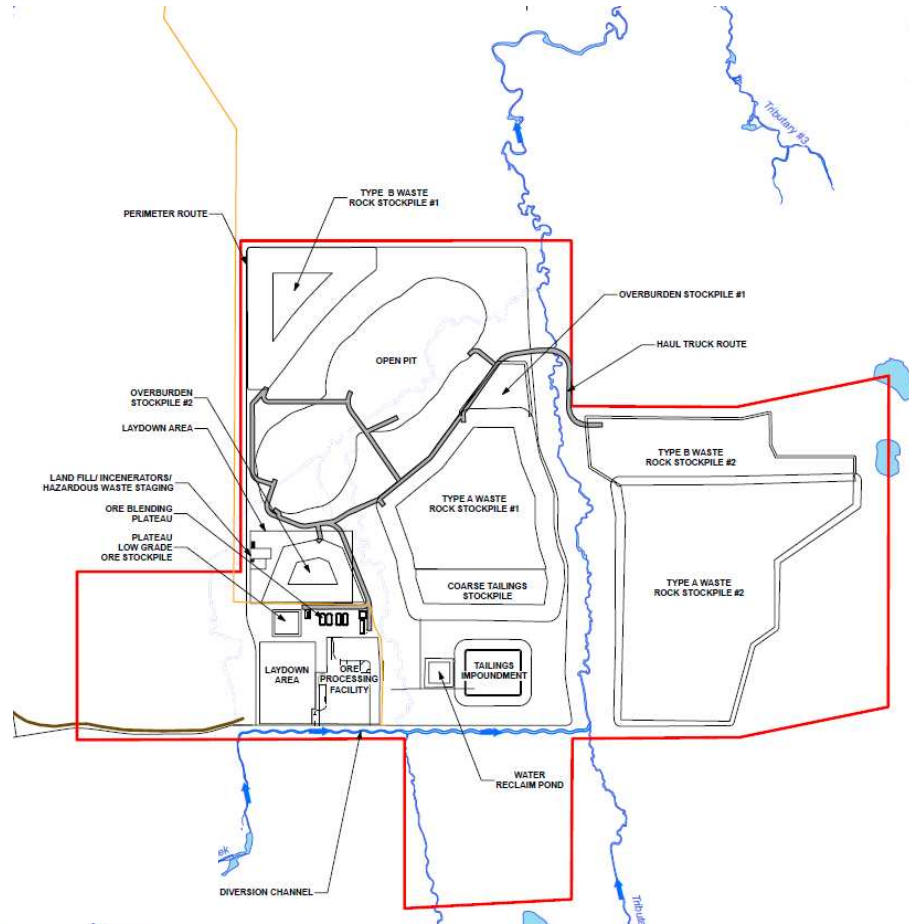 Tributary #3
TYPE B WASTE
ROCK STOCKPILE #1
PERIMETER ROUTE
OVERBURDEN STOCKPILE #1
HAUL TRUCK ROUTE
OPEN PIT
OVERBURDEN
STOCKPILE #2
LAYDOWN AREA
TYPE B WASTE
ROCK STOCKPILE #2
LAND FILL/ INCENERATORS/
HAZARDOUS WASTE STAGING
TYPE A WASTE
ROCK STOCKPILE #1
ORE BLENDING
PLATEAU
PLATEAU
LOW GRADE
ORE STOCKPILE
COARSE TAILINGS
STOCKPILE
TYPE A WASTE
ROCK STOCKPILE #2
LAYDOWN
AREA
ORE
PROCESSING
FACILITY
TAILINGS
IMPOUNDMENT
WATER
RECLAIM POND
ek
DIVERSION CHANNEL